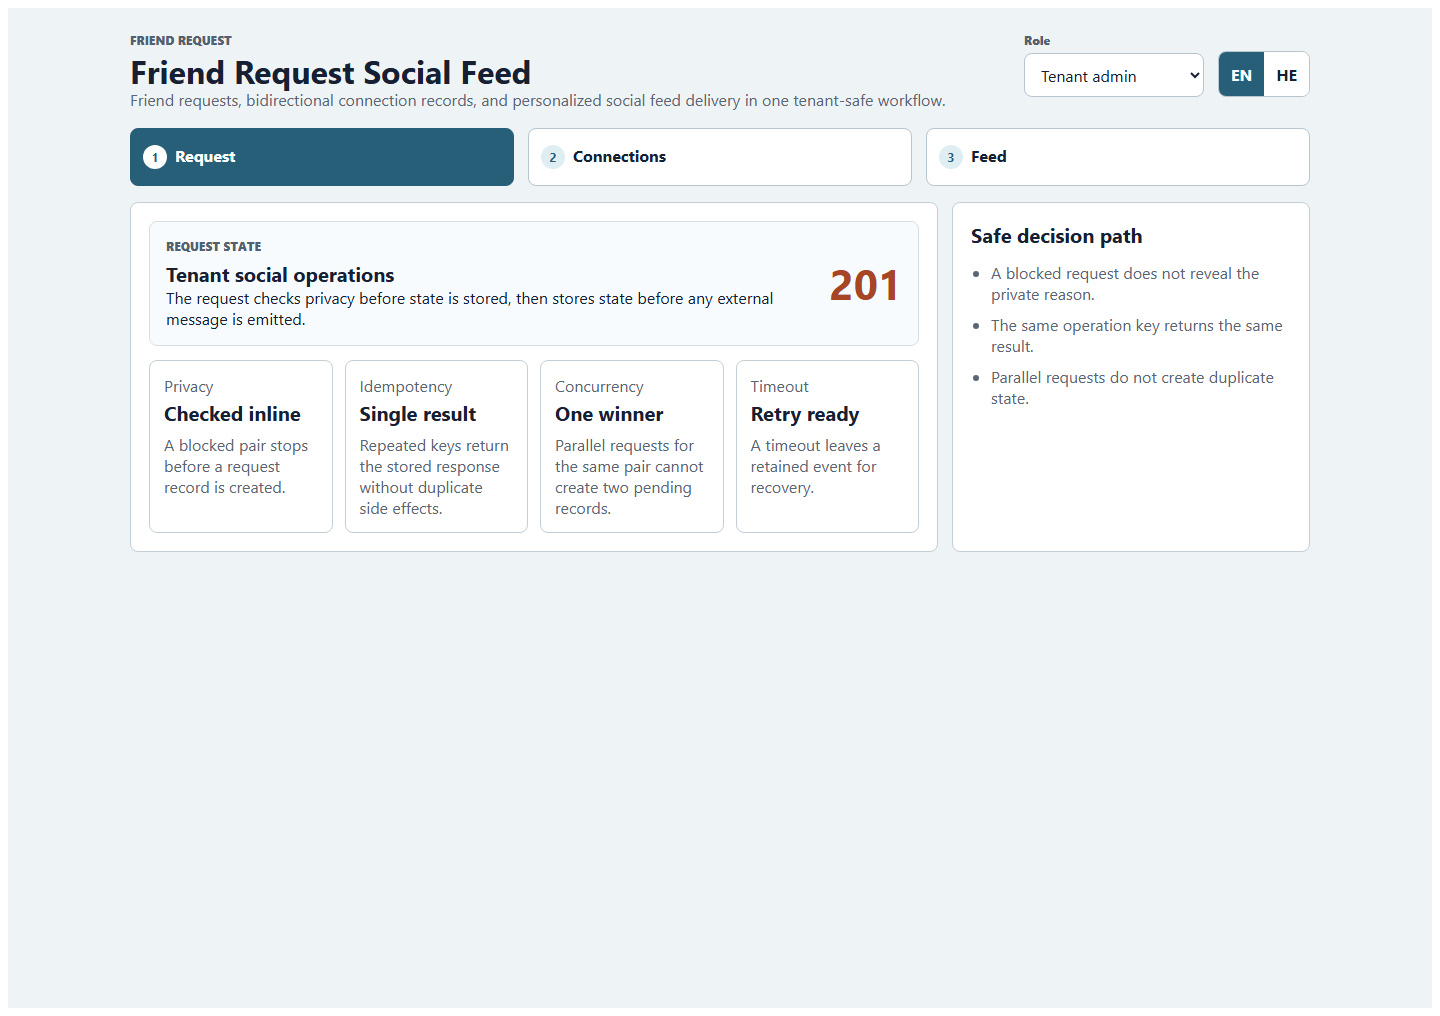 FRIEND REQUEST
Friend Request Social Feed
Friend requests, bidirectional connection records, and personalized social feed delivery in one tenant-safe workflow.
Role
Tenant admin
EN
HE
1 Request
2 Connections
3 Feed
REQUEST STATE
Tenant social operations
The request checks privacy before state is stored, then stores state before any external
message is emitted.
201
Privacy
Checked inline
A blocked pair stops
before a request
record is created.
Idempotency
Single result
Repeated keys return
the stored response
without duplicate
side effects.
Concurrency
One winner
Parallel requests for
the same pair cannot
create two pending
records.
Timeout
Retry ready
A timeout leaves a
retained event for
recovery.
Safe decision path
• A blocked request does not reveal the
private reason.
• The same operation key returns the same
result.
• Parallel requests do not create duplicate
state.